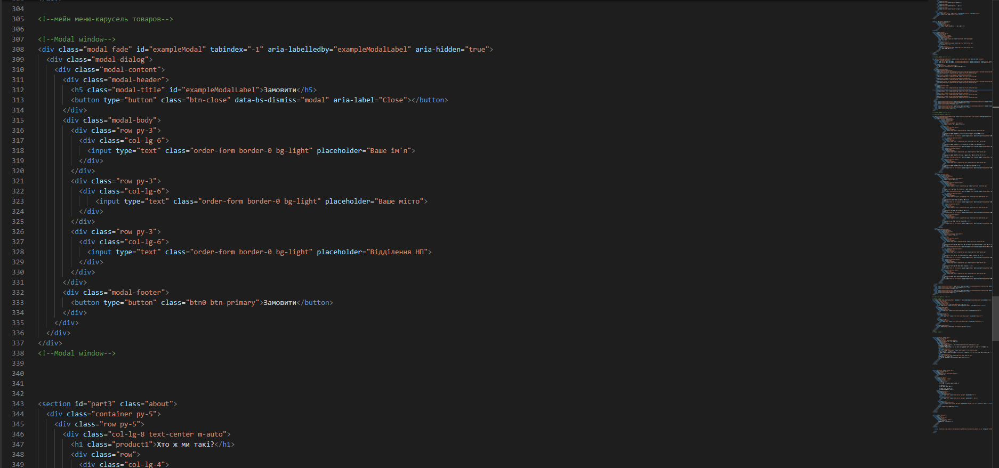 304
305 <!--мейн меню-карусель товаров-->
306
307 <!--Modal window-->
308 <div class="modal fade" id="exampleModal" tabindex="-1" aria-labelledby="exampleModalLabel" aria-hidden="true">
309 <div class="modal-dialog">
310 <div class="modal-content">
311 <div class="modal-header">
312 <h5 class="modal-title" id="exampleModalLabel">Замовити</h5>
313 <button type="button" class="btn-close" data-bs-dismiss="modal" aria-label="Close"></button>
314 </div>
315 <div class="modal-body">
316 <div class="row py-3">
317 <div class="col-lg-6">
318 <input type="text" class="order-form border-0 bg-light" placeholder="Ваше ім'я">
319 </div>
320 </div>
321 <div class="row py-3">
322 <div class="col-lg-6">
323 <input type="text" class="order-form border-0 bg-light" placeholder="Ваше місто">
324 </div>
325 </div>
326 <div class="row py-3">
327 <div class="col-lg-6">
328 <input type="text" class="order-form border-0 bg-light" placeholder="Відділення НП">
329 </div>
330 </div>
331 </div>
332 <div class="modal-footer">
333 <button type="button" class="btn0 btn-primary">Замовити</button>
334 </div>
335 </div>
336 </div>
337 </div>
338 <!--Modal window-->
339
340
341
342
343 <section id="part3" class="about">
344 <div class="container py-5">
345 <div class="row py-5">
346 <div class="col-lg-8 text-center m-auto">
347 <h1 class="product1">Хто ж ми такі?</h1>
348 <div class="row">
349 <div class="col-lg-4">